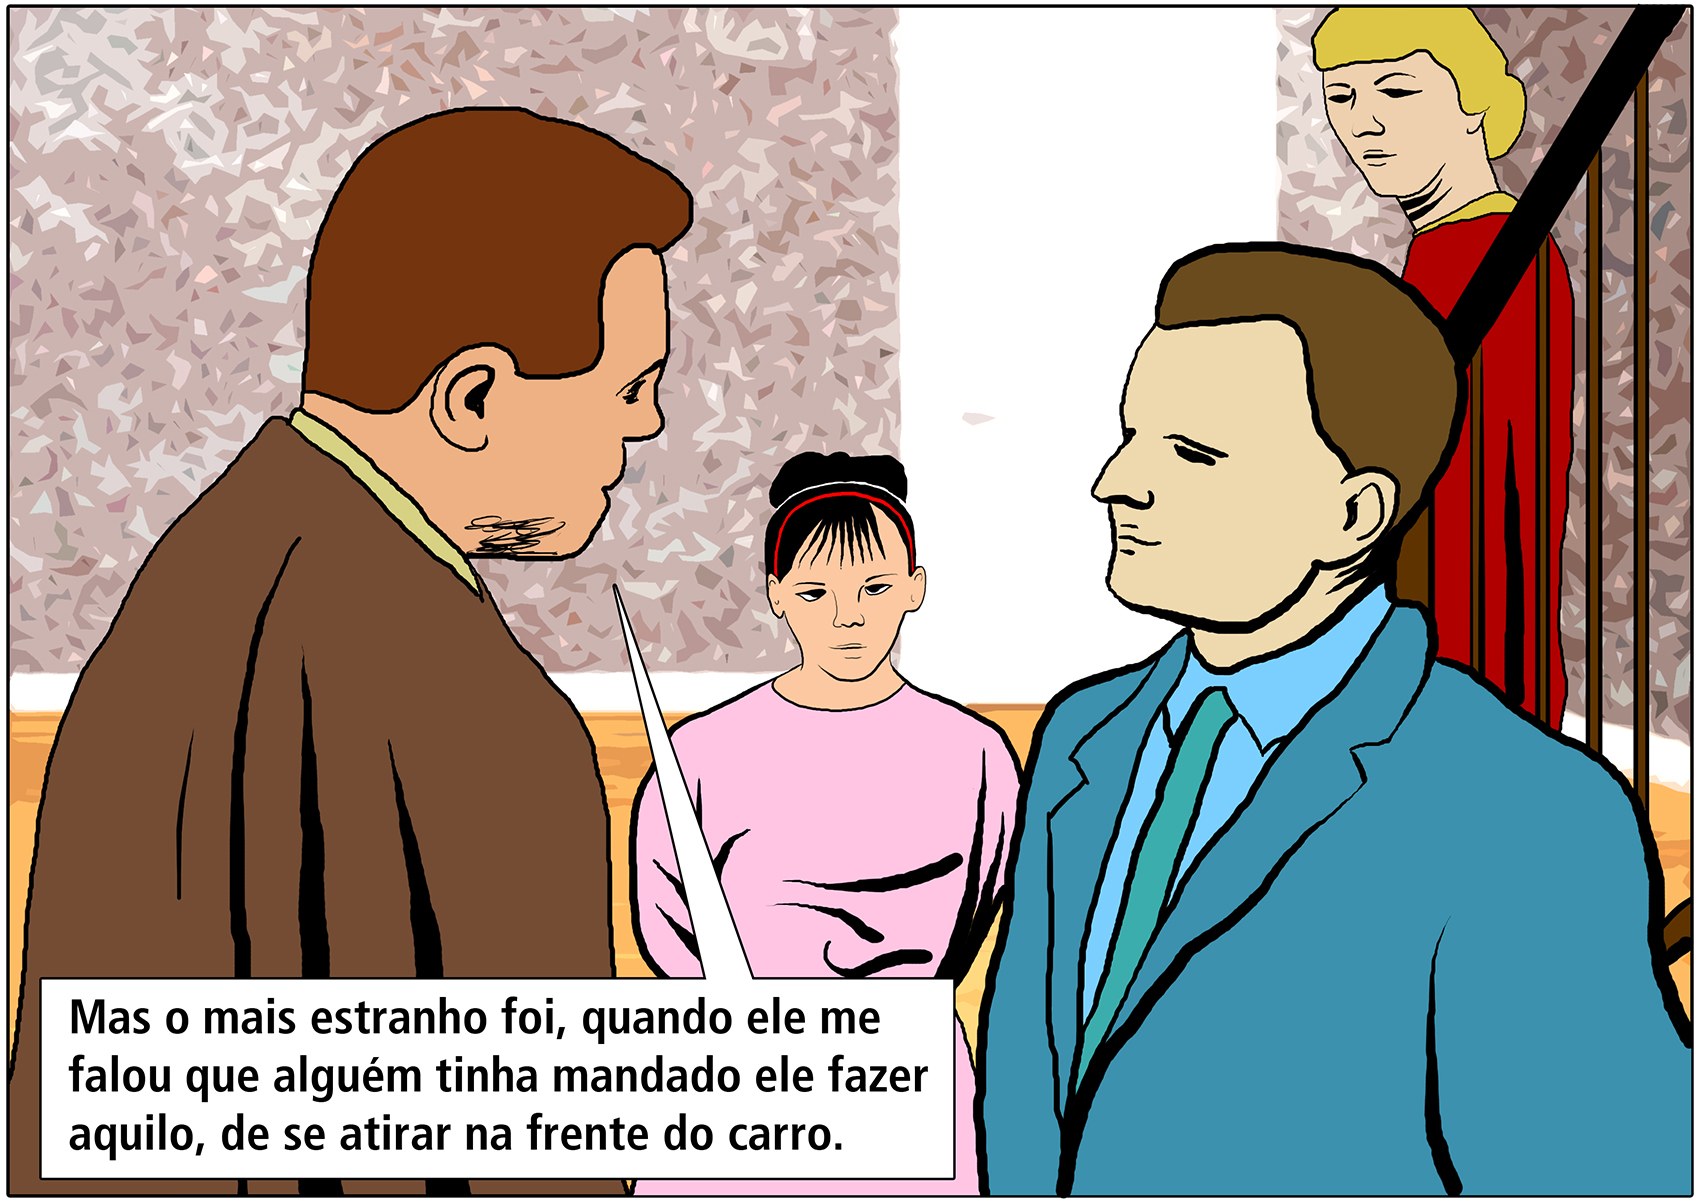 Mas o mais estranho foi, quando ele me
falou que alguém tinha mandado ele fazer
aquilo, de se atirar na frente do carro.